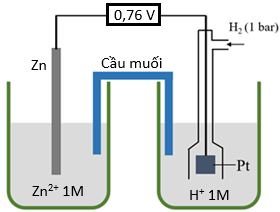 0,76 V
H₂ (1 bar)
Zn
Cầu muối
Pt
Zn²⁺ 1M
H⁺ 1M